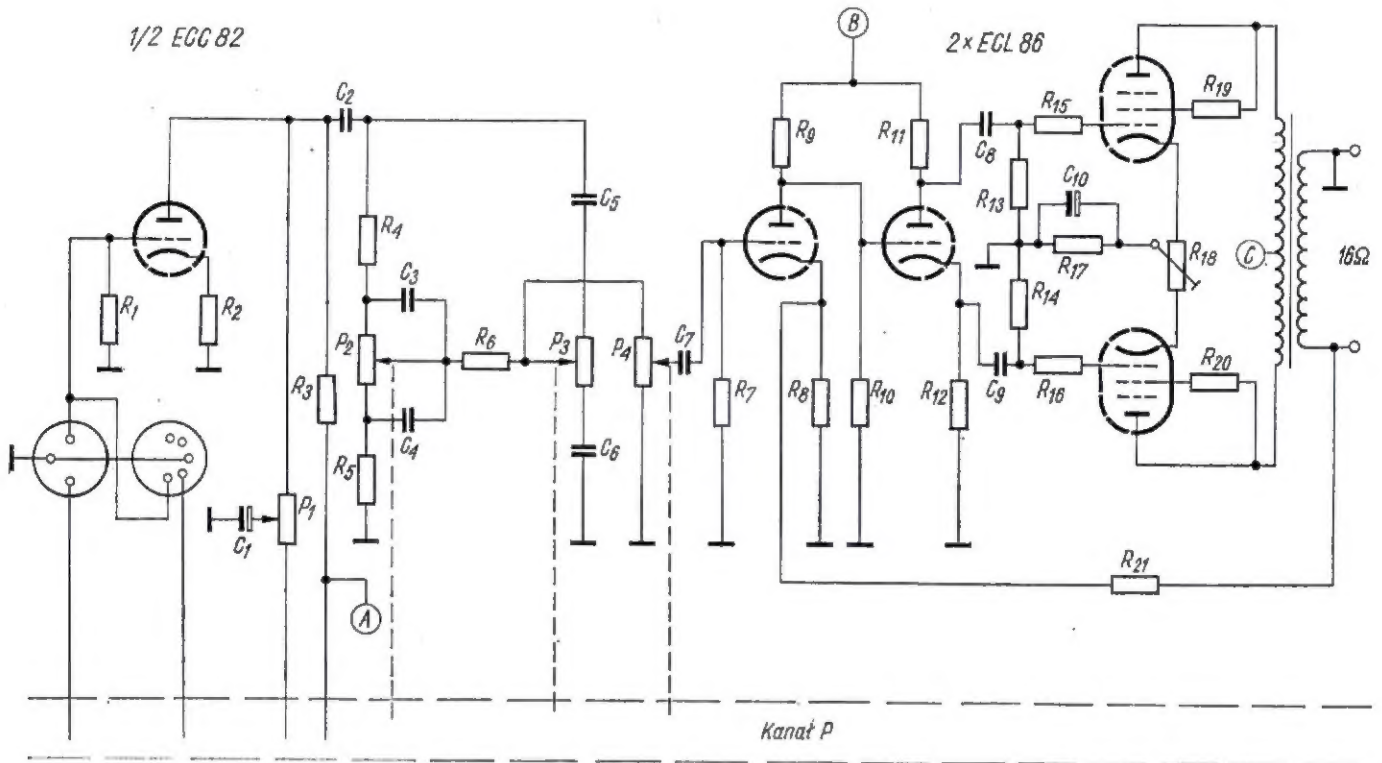 1/2 ECC 82
2 × ECL 86
B
C2
R19
R15
R9
R11
C8
C5
R13
C10
R4
R18
C
16Ω
R17
C3
R1
R2
R14
P2
R6
P3
P4
C7
R3
R7
R8
R10
R12
C9
R16
R20
C4
C6
R5
P1
C1
R21
A
Kanał P